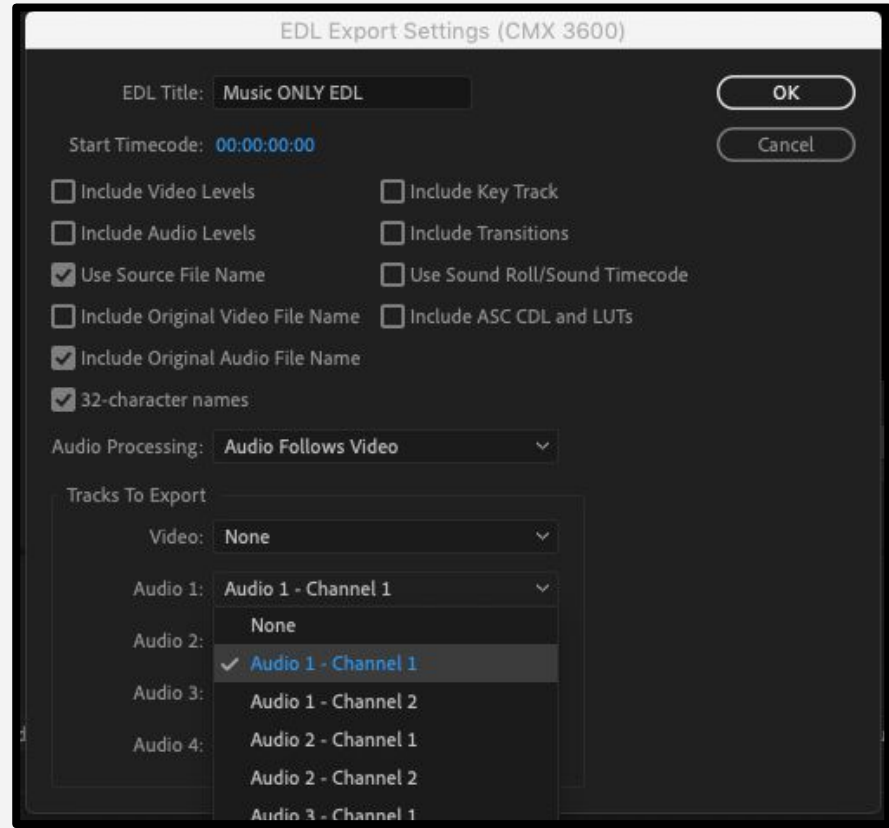 EDL Export Settings (CMX 3600)
EDL Title: Music ONLY EDL
OK
Start Timecode: 00:00:00:00
Cancel
Include Video Levels
Include Key Track
Include Audio Levels
Include Transitions
Use Source File Name
Use Sound Roll/Sound Timecode
Include Original Video File Name
Include ASC CDL and LUTs
Include Original Audio File Name
32-character names
Audio Processing: Audio Follows Video
Tracks To Export
Video: None
Audio 1: Audio 1 - Channel 1
None
Audio 2:
Audio 1 - Channel 1
Audio 3:
Audio 1 - Channel 2
Audio 4:
Audio 2 - Channel 1
Audio 2 - Channel 2
Audio 3 - Channel 1